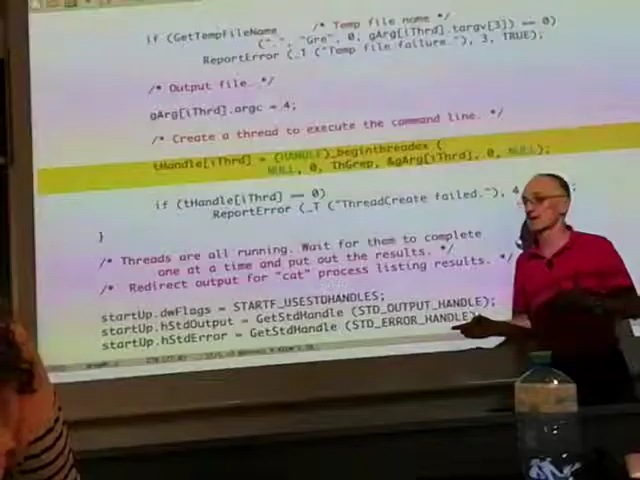 if (GetTempFileName /* Temp file name */
(".", "Gre", 0, gArg[iThrd].targv[3]) == 0)
ReportError (_T ("Temp file failure."), 3, TRUE);
/* Output file. */
gArg[iThrd].argc = 4;
/* Create a thread to execute the command line. */
tHandle[iThrd] = (HANDLE)_beginthreadex (
NULL, 0, ThGrep, &gArg[iThrd], 0, NULL);
if (tHandle[iThrd] == 0)
ReportError (_T ("ThreadCreate failed."), 4
}
/* Threads are all running. Wait for them to complete
one at a time and put out the results. */
/* Redirect output for "cat" process listing results. */
startUp.dwFlags = STARTF_USESTDHANDLES;
startUp.hStdOutput = GetStdHandle (STD_OUTPUT_HANDLE);
startUp.hStdError = GetStdHandle (STD_ERROR_HANDLE)